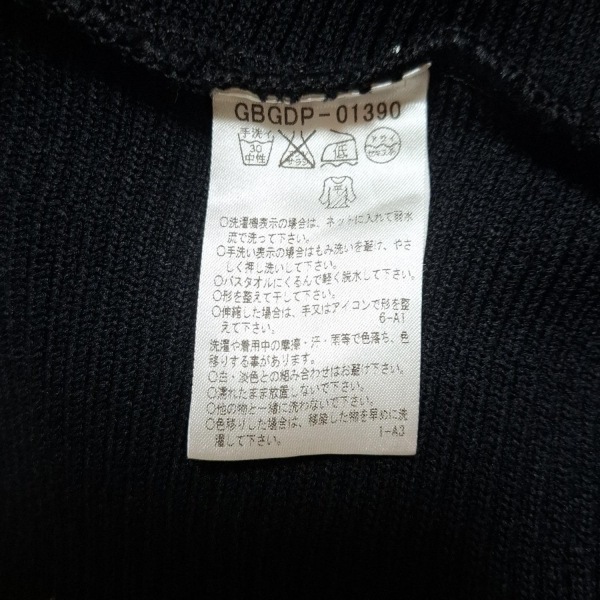 GBGDP-01390
手洗イ
30
中性
サラシ
低
ドライ
セキユ系
平
○洗濯機表示の場合は、ネットに入れて弱水
流で洗って下さい。
○手洗い表示の場合はもみ洗いを避け、やさ
しく押し洗いして下さい。
○バスタオルにくるんで軽く脱水して下さい。
○形を整えて干して下さい。
○伸縮した場合は、手又はアイロンで形を整
えて下さい。 6-A1
洗濯や着用中の摩擦・汗・雨等で色落ち、色
移りする事があります。
○白・淡色との組み合わせはお避け下さい。
○濡れたまま放置しないで下さい。
○他の物と一緒に洗わないで下さい。
○色移りした場合は、移染した物を早めに洗
濯して下さい。 1-A3